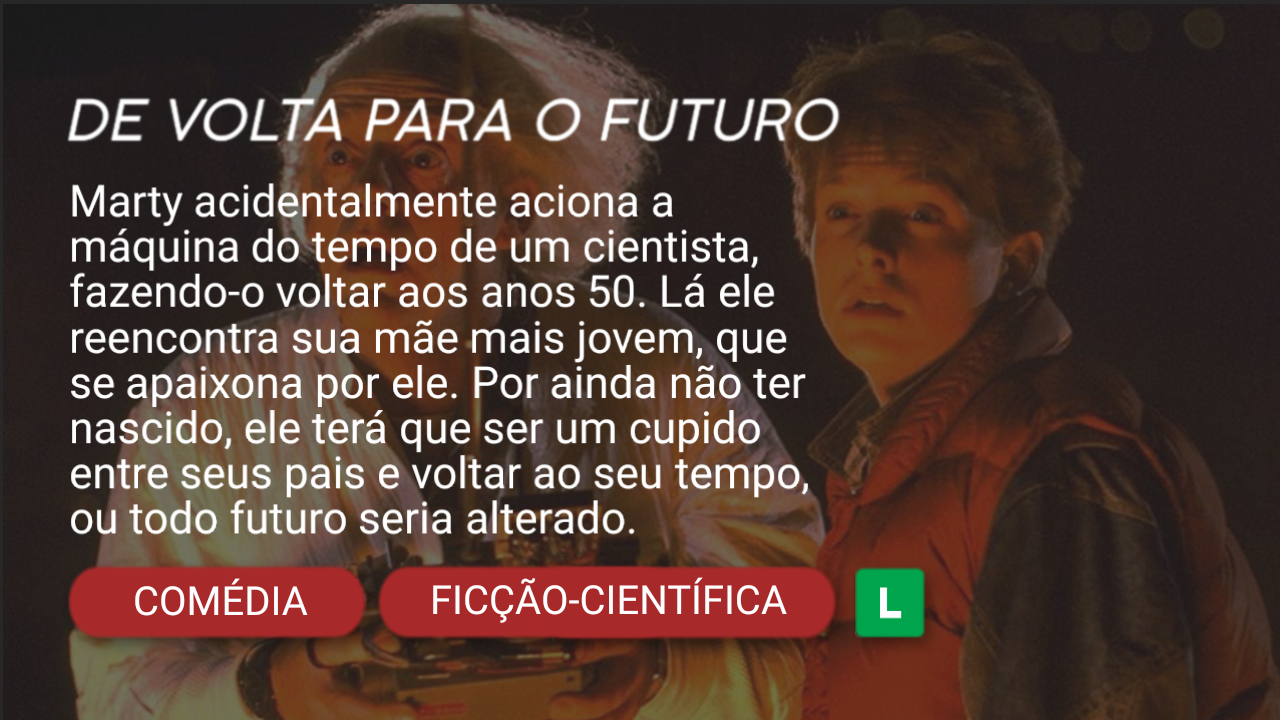 DE VOLTA PARA O FUTURO
Marty acidentalmente aciona a
máquina do tempo de um cientista,
fazendo-o voltar aos anos 50. Lá ele
reencontra sua mãe mais jovem, que
se apaixona por ele. Por ainda não ter
nascido, ele terá que ser um cupido
entre seus pais e voltar ao seu tempo,
ou todo futuro seria alterado.
COMÉDIA FICÇÃO-CIENTÍFICA L